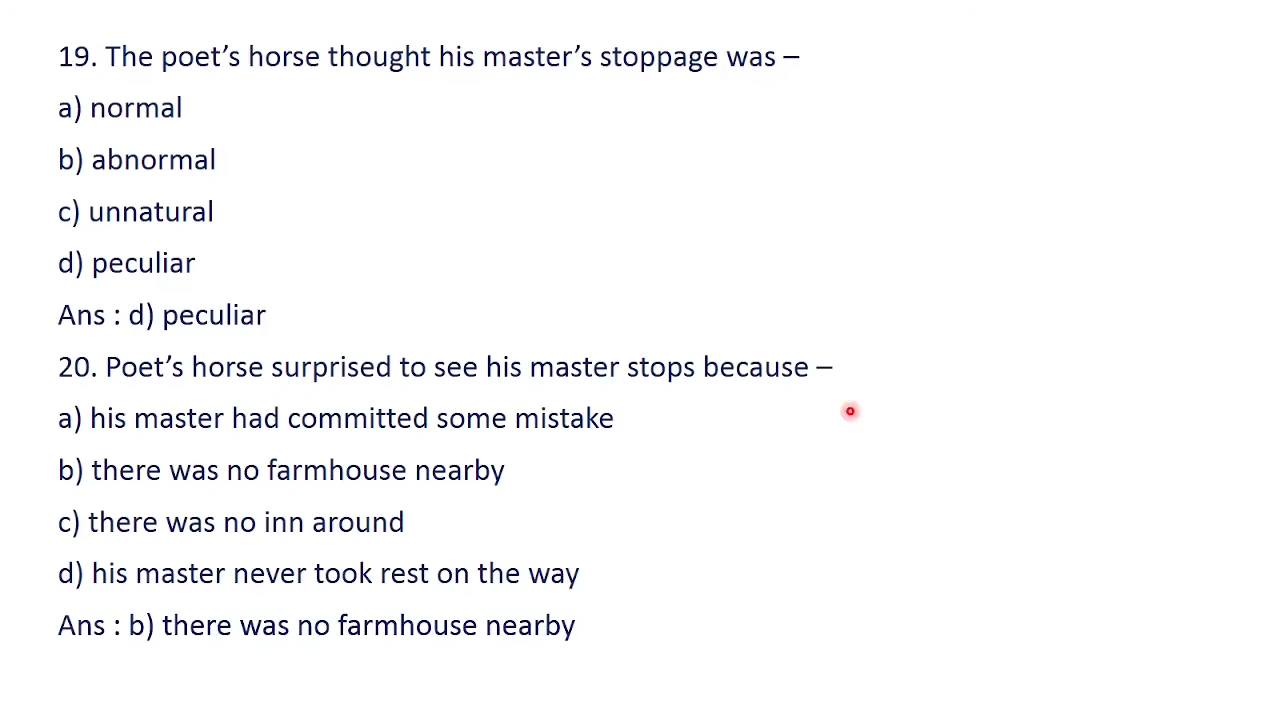 19. The poet’s horse thought his master’s stoppage was –
a) normal
b) abnormal
c) unnatural
d) peculiar
Ans : d) peculiar
20. Poet’s horse surprised to see his master stops because –
a) his master had committed some mistake
b) there was no farmhouse nearby
c) there was no inn around
d) his master never took rest on the way
Ans : b) there was no farmhouse nearby